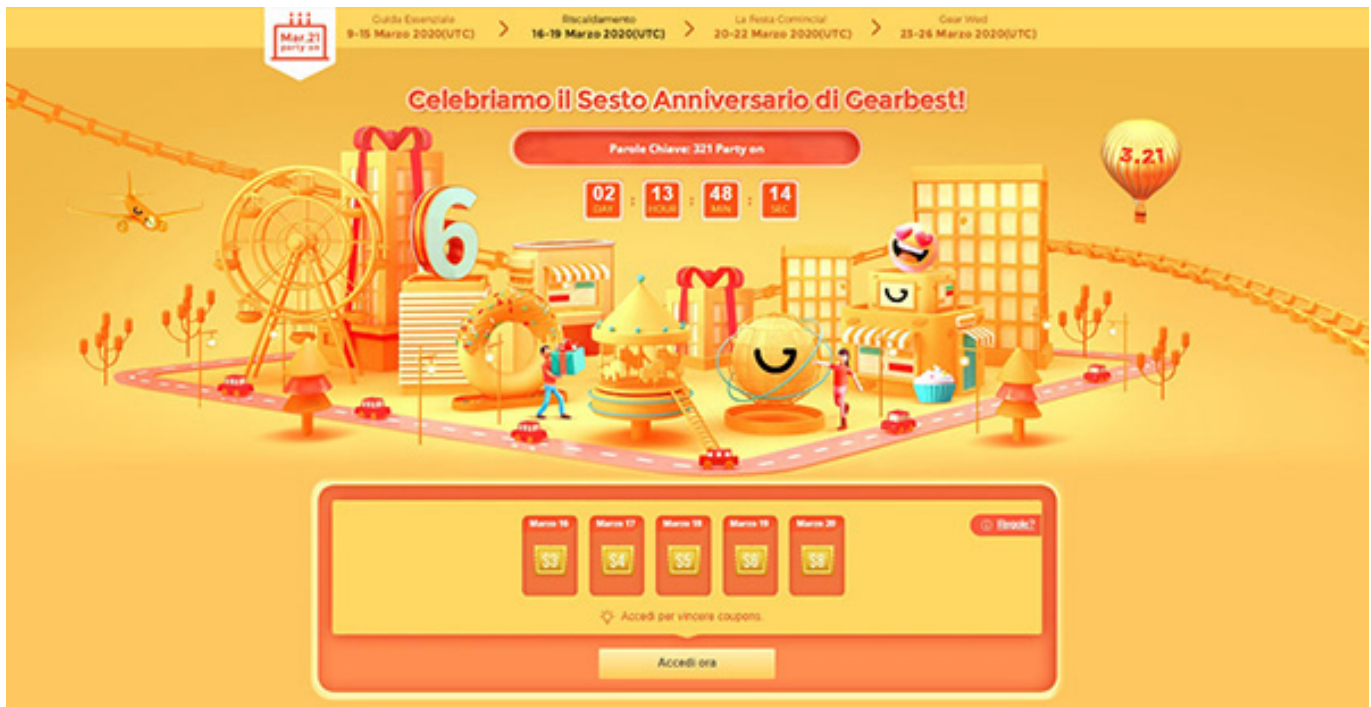 Mar.21
party on
Guida Essenziale
9-15 Marzo 2020(UTC)
Riscaldamento
16-19 Marzo 2020(UTC)
La Festa Comincia!
20-22 Marzo 2020(UTC)
Gear Wed
25-26 Marzo 2020(UTC)
Celebriamo il Sesto Anniversario di Gearbest!
Parole Chiave: 321 Party on
02 : 13 : 48 : 14
DAY HOUR MIN SEC
3.21
6
Marzo 16 Marzo 17 Marzo 18 Marzo 19 Marzo 20
$3 $4 $5 $6 $8
Regole?
Accedi per vincere coupons.
Accedi ora